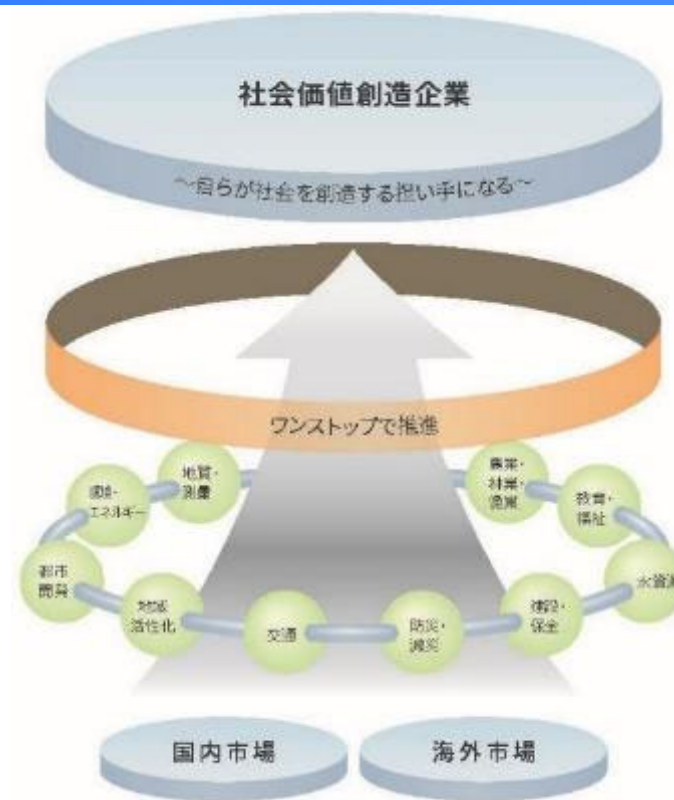 社会価値創造企業
～自らが社会を創造する担い手になる～
ワンストップで推進
地質・
測量
農業・
林業・
漁業
環境・
エネルギー
教育・
福祉
都市
開発
水資源
地域
活性化
建設・
保全
交通
防災・
減災
国内市場
海外市場